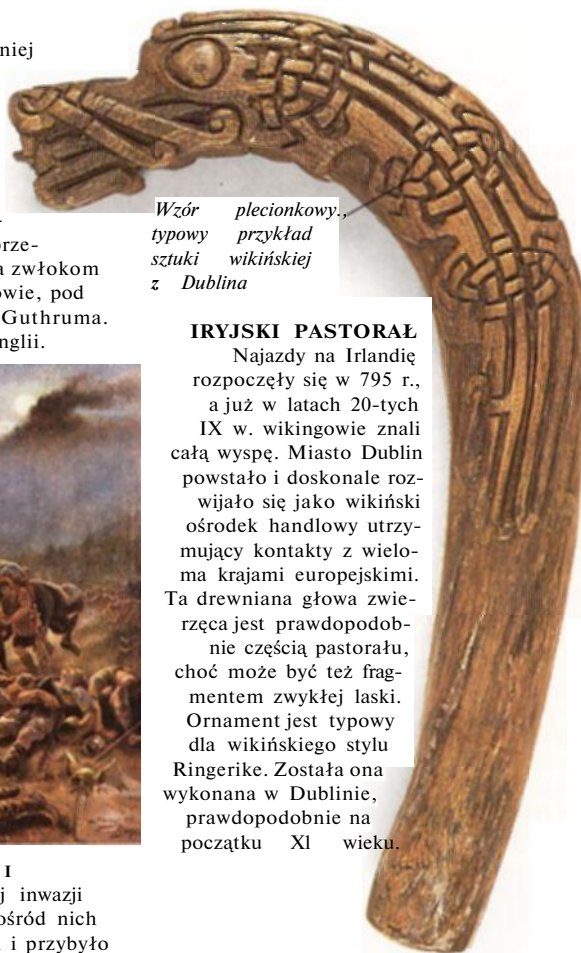 niej
orze-
a zwłokom
owie, pod
Guthruma.
nglii.
Wzór plecionkowy.,
typowy przykład
sztuki wikińskiej
z Dublina
IRYJSKI PASTORAŁ
Najazdy na Irlandię
rozpoczęły się w 795 r.,
a już w latach 20-tych
IX w. wikingowie znali
całą wyspę. Miasto Dublin
powstało i doskonale roz-
wijało się jako wikiński
ośrodek handlowy utrzy-
mujący kontakty z wielo-
ma krajami europejskimi.
Ta drewniana głowa zwie-
rzęca jest prawdopodob-
nie częścią pastorału,
choć może być też frag-
mentem zwykłej laski.
Ornament jest typowy
dla wikińskiego stylu
Ringerike. Została ona
wykonana w Dublinie,
prawdopodobnie na
początku Xl wieku.
I
j inwazji
ośród nich
i przybyło